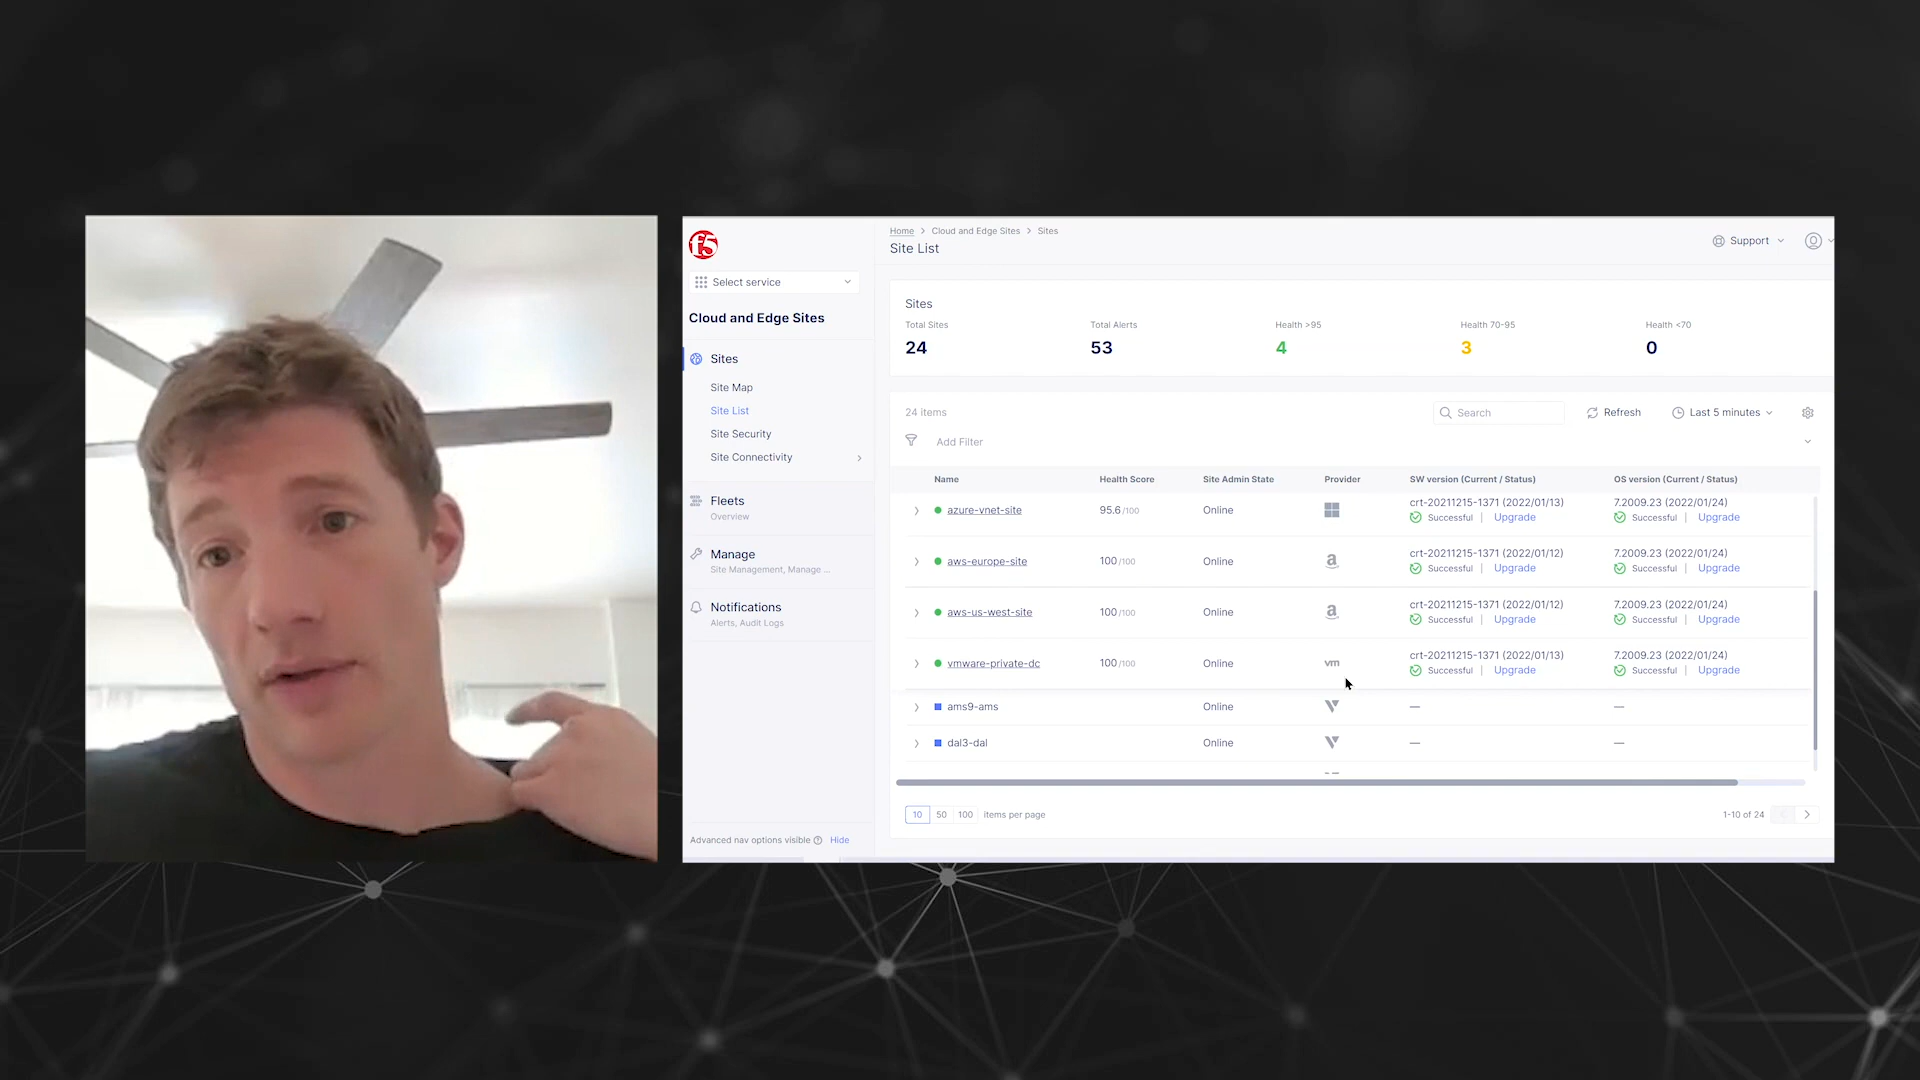 f5
Select service
Cloud and Edge Sites
Sites
Site Map
Site List
Site Security
Site Connectivity
Fleets
Overview
Manage
Site Management, Manage ...
Notifications
Alerts, Audit Logs
Advanced nav options visible Hide
Home > Cloud and Edge Sites > Sites
Site List
Support
Sites
Total Sites Total Alerts Health >95 Health 70-95 Health <70
24 53 4 3 0
24 items
Search Refresh Last 5 minutes
Add Filter
Name Health Score Site Admin State Provider SW version (Current / Status) OS version (Current / Status)
azure-vnet-site 95.6 /100 Online crt-20211215-1371 (2022/01/13) 7.2009.23 (2022/01/24)
Successful | Upgrade Successful | Upgrade
aws-europe-site 100 /100 Online a crt-20211215-1371 (2022/01/12) 7.2009.23 (2022/01/24)
Successful | Upgrade Successful | Upgrade
aws-us-west-site 100 /100 Online a crt-20211215-1371 (2022/01/12) 7.2009.23 (2022/01/24)
Successful | Upgrade Successful | Upgrade
vmware-private-dc 100 /100 Online vm crt-20211215-1371 (2022/01/13) 7.2009.23 (2022/01/24)
Successful | Upgrade Successful | Upgrade
ams9-ams Online — —
dal3-dal Online — —
10 50 100 items per page
1-10 of 24